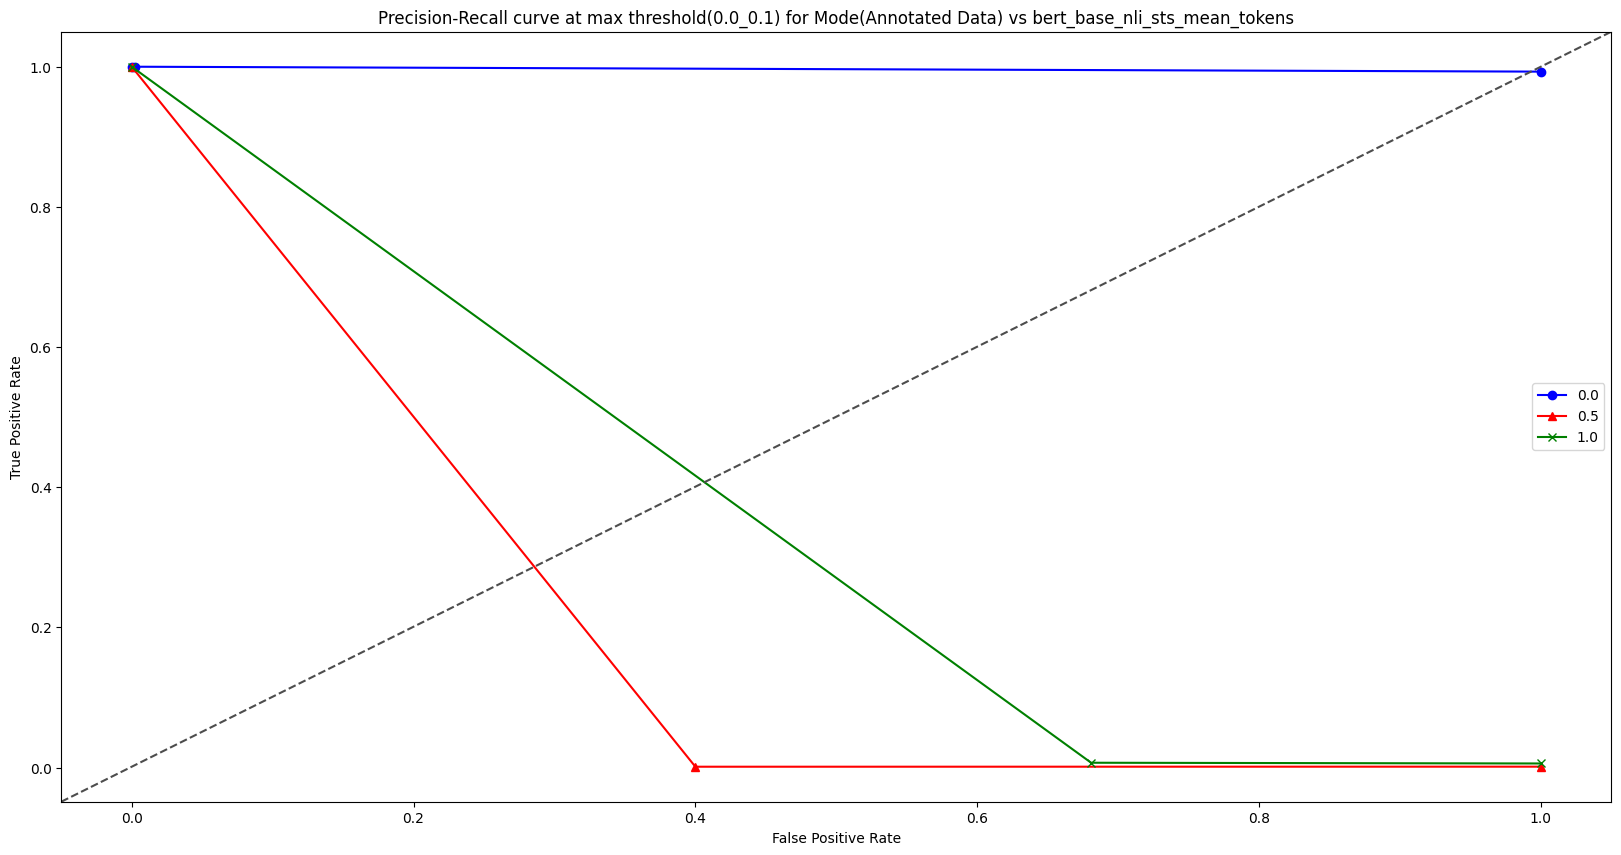 Precision-Recall curve at max threshold(0.0_0.1) for Mode(Annotated Data) vs bert_base_nli_sts_mean_tokens
1.0
0.8
0.6
0.4
0.2
0.0
True Positive Rate
0.0
0.5
1.0
0.0 0.2 0.4 0.6 0.8 1.0
False Positive Rate